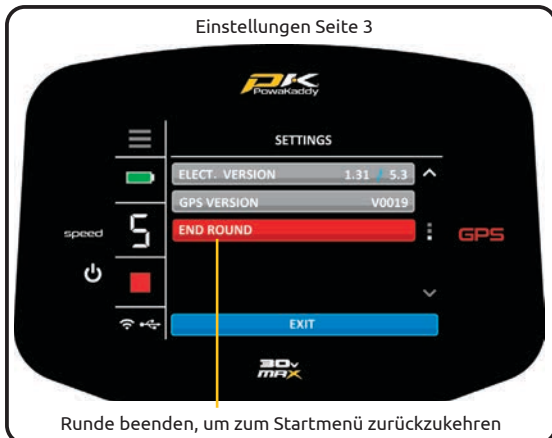 Einstellungen Seite 3
PK
PowaKaddy
SETTINGS
ELECT. VERSION 1.31 / 5.3
GPS VERSION V0019
speed 5
END ROUND
GPS
EXIT
30V
MAX
Runde beenden, um zum Startmenü zurückzukehren